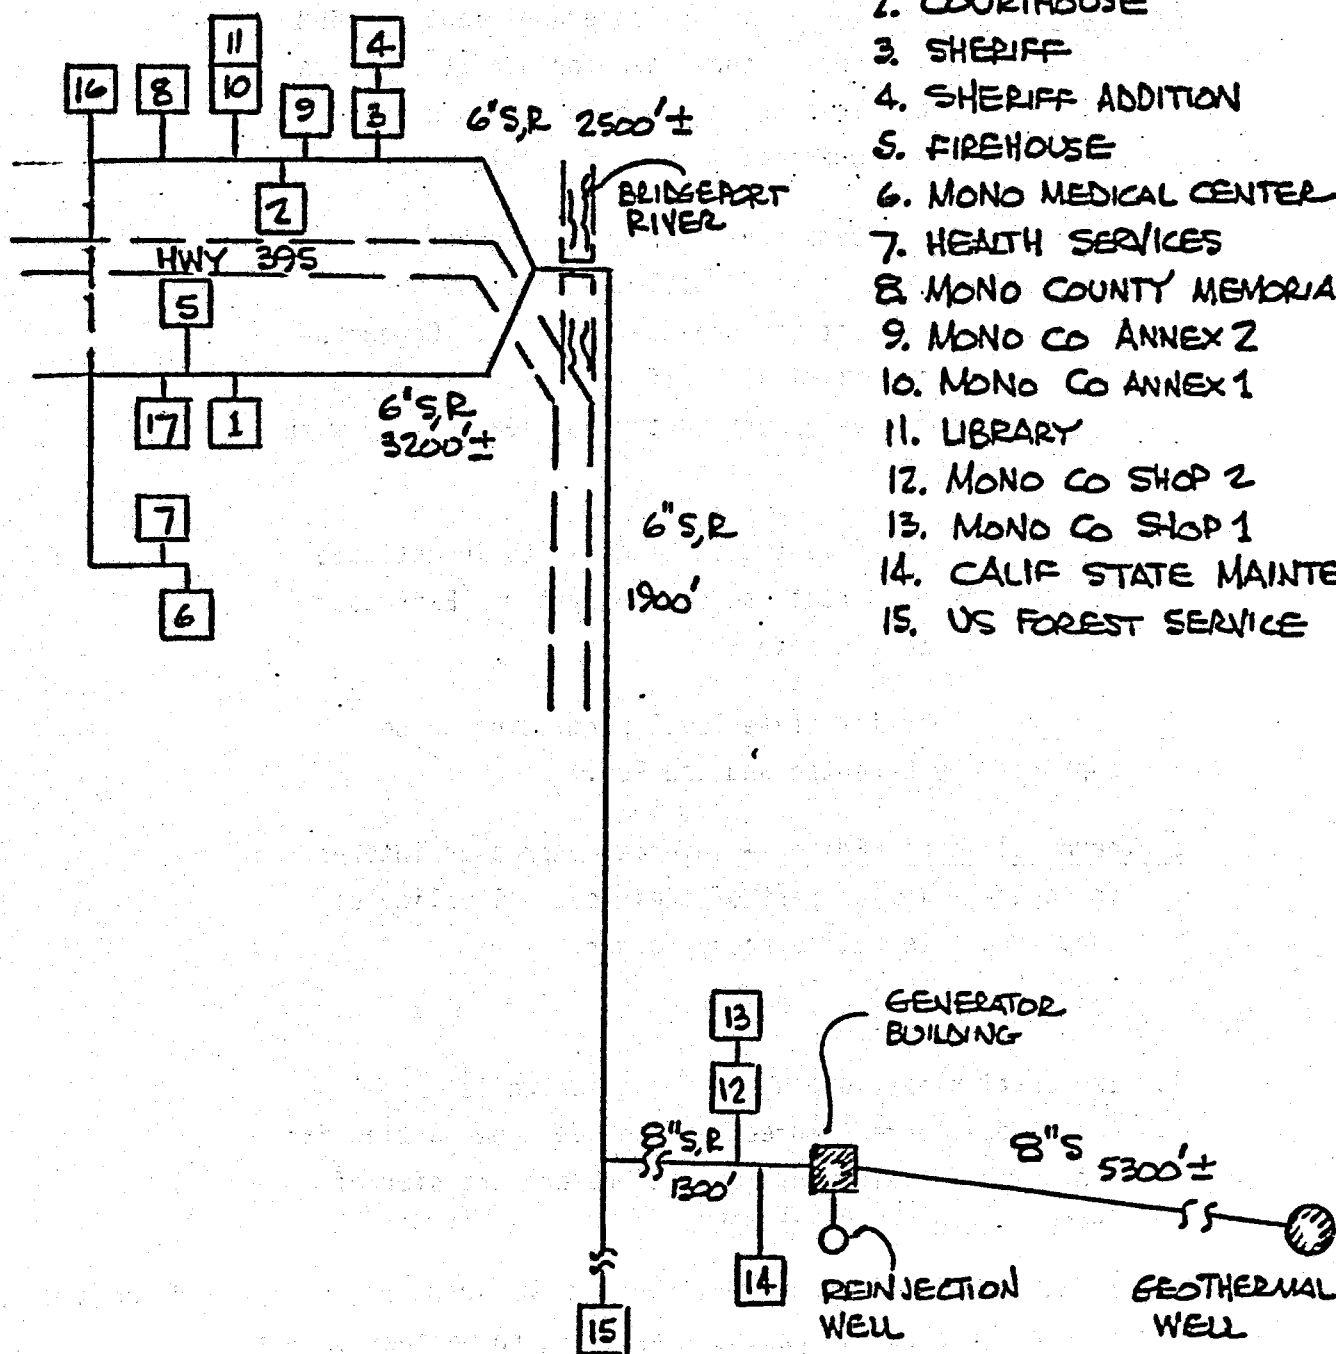 2. COURTHOUSE
3. SHERIFF
4. SHERIFF ADDITION
5. FIREHOUSE
6. MONO MEDICAL CENTER
7. HEALTH SERVICES
8. MONO COUNTY MEMORIA
9. MONO CO ANNEX 2
10. MONO CO ANNEX 1
11. LIBRARY
12. MONO CO SHOP 2
13. MONO CO SHOP 1
14. CALIF STATE MAINTE
15. US FOREST SERVICE
11
4
16
8
10
9
3
6"S,R 2500'±
BRIDGEPORT
RIVER
2
HWY 395
5
17
1
6"S,R
3200'±
7
6
6"S,R
1900'
13
12
GENERATOR
BUILDING
8"S,R
1300'
8"S 5300'±
14
15
REINJECTION
WELL
GEOTHERMAL
WELL